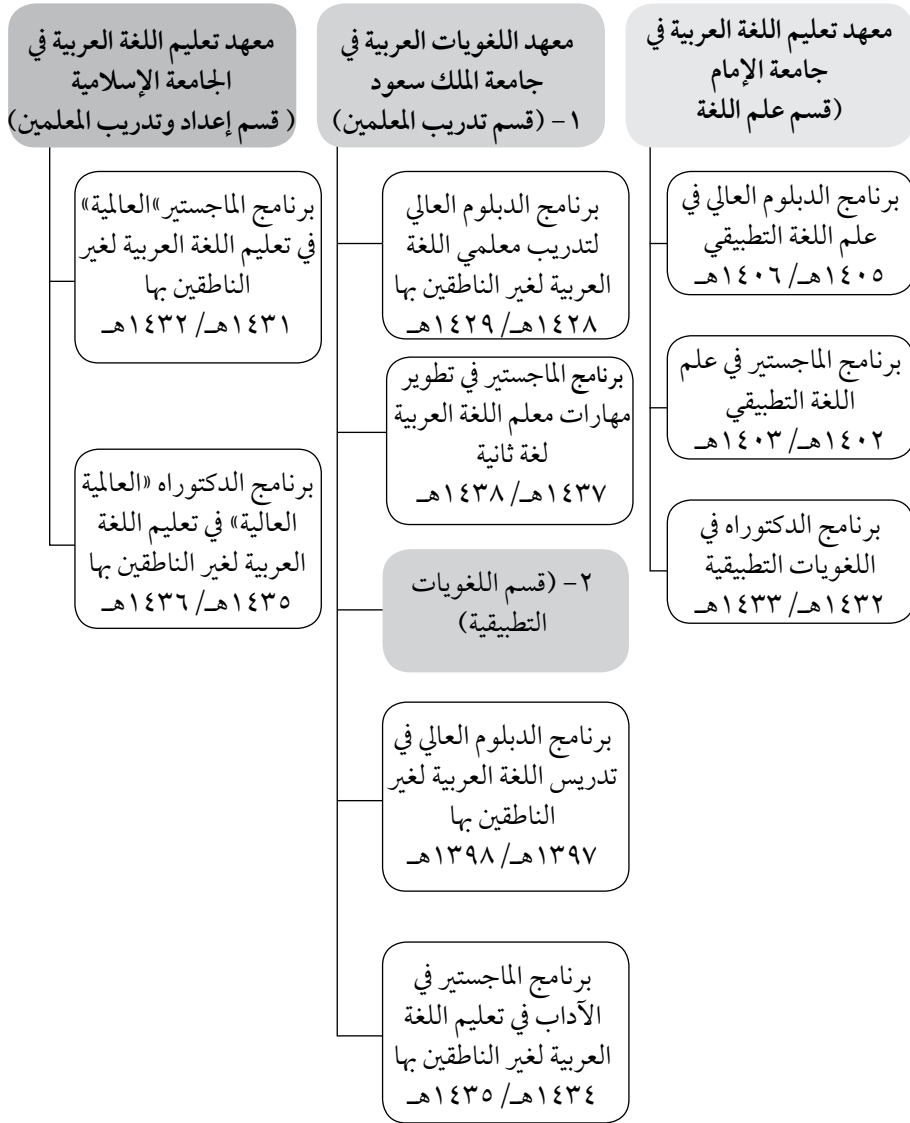 معهد تعليم اللغة العربية في
جامعة الإمام
(قسم علم اللغة
برنامج الدبلوم العالي في
علم اللغة التطبيقي
١٤٠٥هـ/ ١٤٠٦هـ
برنامج الماجستير في علم
اللغة التطبيقي
١٤٠٢هـ/ ١٤٠٣هـ
برنامج الدكتوراه في
اللغويات التطبيقية
١٤٣٢هـ/ ١٤٣٣هـ
معهد اللغويات العربية في
جامعة الملك سعود
١- (قسم تدريب المعلمين)
برنامج الدبلوم العالي
لتدريب معلمي اللغة
العربية لغير الناطقين بها
١٤٢٨هـ/ ١٤٢٩هـ
برنامج الماجستير في تطوير
مهارات معلم اللغة العربية
لغة ثانية
١٤٣٧هـ/ ١٤٣٨هـ
٢- (قسم اللغويات
التطبيقية)
برنامج الدبلوم العالي في
تدريس اللغة العربية لغير
الناطقين بها
١٣٩٧هـ/ ١٣٩٨هـ
برنامج الماجستير في
الآداب في تعليم اللغة
العربية لغير الناطقين بها
١٤٣٤هـ/ ١٤٣٥هـ
معهد تعليم اللغة العربية في
الجامعة الإسلامية
( قسم إعداد وتدريب المعلمين)
برنامج الماجستير»العالمية»
في تعليم اللغة العربية لغير
الناطقين بها
١٤٣١هـ/ ١٤٣٢هـ
برنامج الدكتوراه «العالمية
العالية» في تعليم اللغة
العربية لغير الناطقين بها
١٤٣٥هـ/ ١٤٣٦هـ